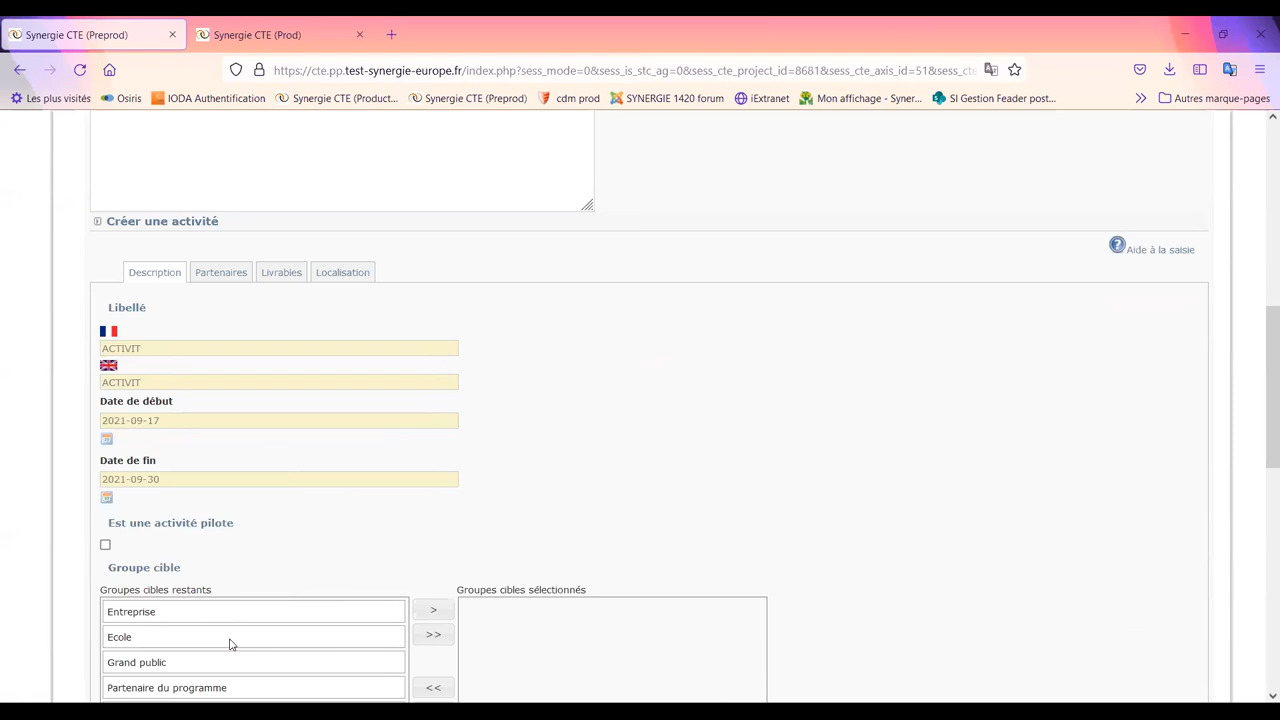 Synergie CTE (Preprod)
Synergie CTE (Prod)
https://cte.pp.test-synergie-europe.fr/index.php?sess_mode=0&sess_is_stc_ag=0&sess_cte_project_id=8681&sess_cte_axis_id=51&sess_cte
Les plus visités
Osiris
IODA Authentification
Synergie CTE (Product...
Synergie CTE (Preprod)
cdm prod
SYNERGIE 1420 forum
iExtranet
Mon affichage - Syner...
SI Gestion Feader post...
Autres marque-pages
Créer une activité
Aide à la saisie
Description
Partenaires
Livrables
Localisation
Libellé
ACTIVIT
ACTIVIT
Date de début
2021-09-17
Date de fin
2021-09-30
Est une activité pilote
Groupe cible
Groupes cibles restants
Groupes cibles sélectionnés
Entreprise
>
Ecole
>>
Grand public
Partenaire du programme
<<